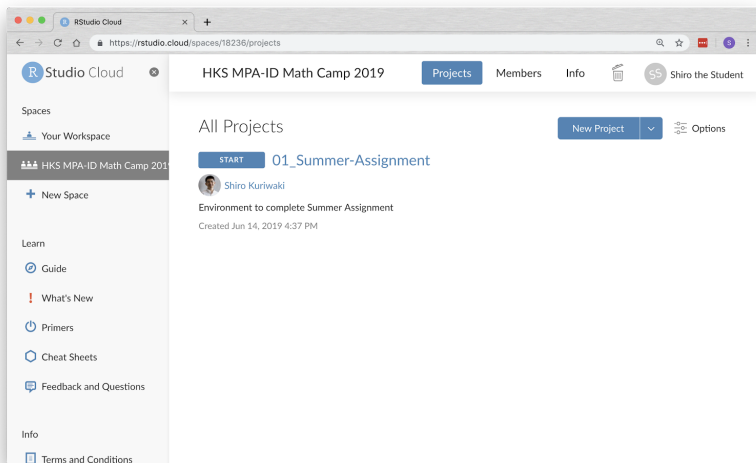 RStudio Cloud
https://rstudio.cloud/spaces/18236/projects
S
R Studio Cloud
HKS MPA-ID Math Camp 2019
Projects
Members
Info
SS
Shiro the Student
Spaces
Your Workspace
HKS MPA-ID Math Camp 201
New Space
Learn
Guide
What's New
Primers
Cheat Sheets
Feedback and Questions
Info
Terms and Conditions
All Projects
New Project
Options
START
01_Summer-Assignment
Shiro Kuriwaki
Environment to complete Summer Assignment
Created Jun 14, 2019 4:37 PM